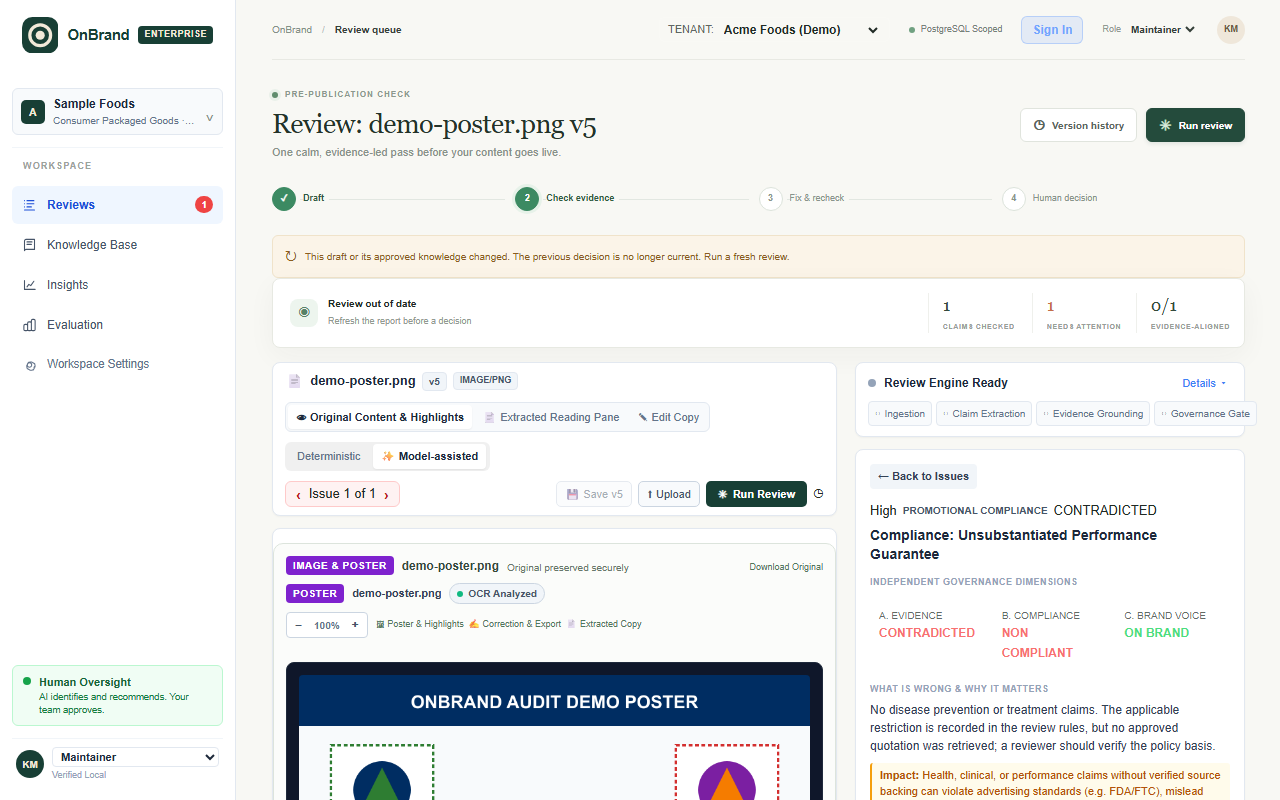 OnBrand ENTERPRISE
A Sample Foods
Consumer Packaged Goods ·...
WORKSPACE
Reviews 1
Knowledge Base
Insights
Evaluation
Workspace Settings
Human Oversight
AI identifies and recommends. Your
team approves.
KM Maintainer
Verified Local
OnBrand / Review queue
TENANT: Acme Foods (Demo)
PostgreSQL Scoped
Sign In
Role Maintainer
KM
PRE-PUBLICATION CHECK
Review: demo-poster.png v5
One calm, evidence-led pass before your content goes live.
Version history
Run review
Draft
2 Check evidence
3 Fix & recheck
4 Human decision
This draft or its approved knowledge changed. The previous decision is no longer current. Run a fresh review.
Review out of date
Refresh the report before a decision
1
CLAIMS CHECKED
1
NEEDS ATTENTION
0/1
EVIDENCE-ALIGNED
demo-poster.png v5 IMAGE/PNG
Original Content & Highlights
Extracted Reading Pane
Edit Copy
Deterministic
Model-assisted
‹ Issue 1 of 1 ›
Save v5
Upload
Run Review
IMAGE & POSTER demo-poster.png Original preserved securely
Download Original
POSTER demo-poster.png OCR Analyzed
− 100% +
Poster & Highlights
Correction & Export
Extracted Copy
ONBRAND AUDIT DEMO POSTER
Review Engine Ready
Details
Ingestion
Claim Extraction
Evidence Grounding
Governance Gate
← Back to Issues
High PROMOTIONAL COMPLIANCE CONTRADICTED
Compliance: Unsubstantiated Performance
Guarantee
INDEPENDENT GOVERNANCE DIMENSIONS
A. EVIDENCE
CONTRADICTED
B. COMPLIANCE
NON
COMPLIANT
C. BRAND VOICE
ON BRAND
WHAT IS WRONG & WHY IT MATTERS
No disease prevention or treatment claims. The applicable
restriction is recorded in the review rules, but no approved
quotation was retrieved; a reviewer should verify the policy basis.
Impact: Health, clinical, or performance claims without verified source
backing can violate advertising standards (e.g. FDA/FTC), mislead